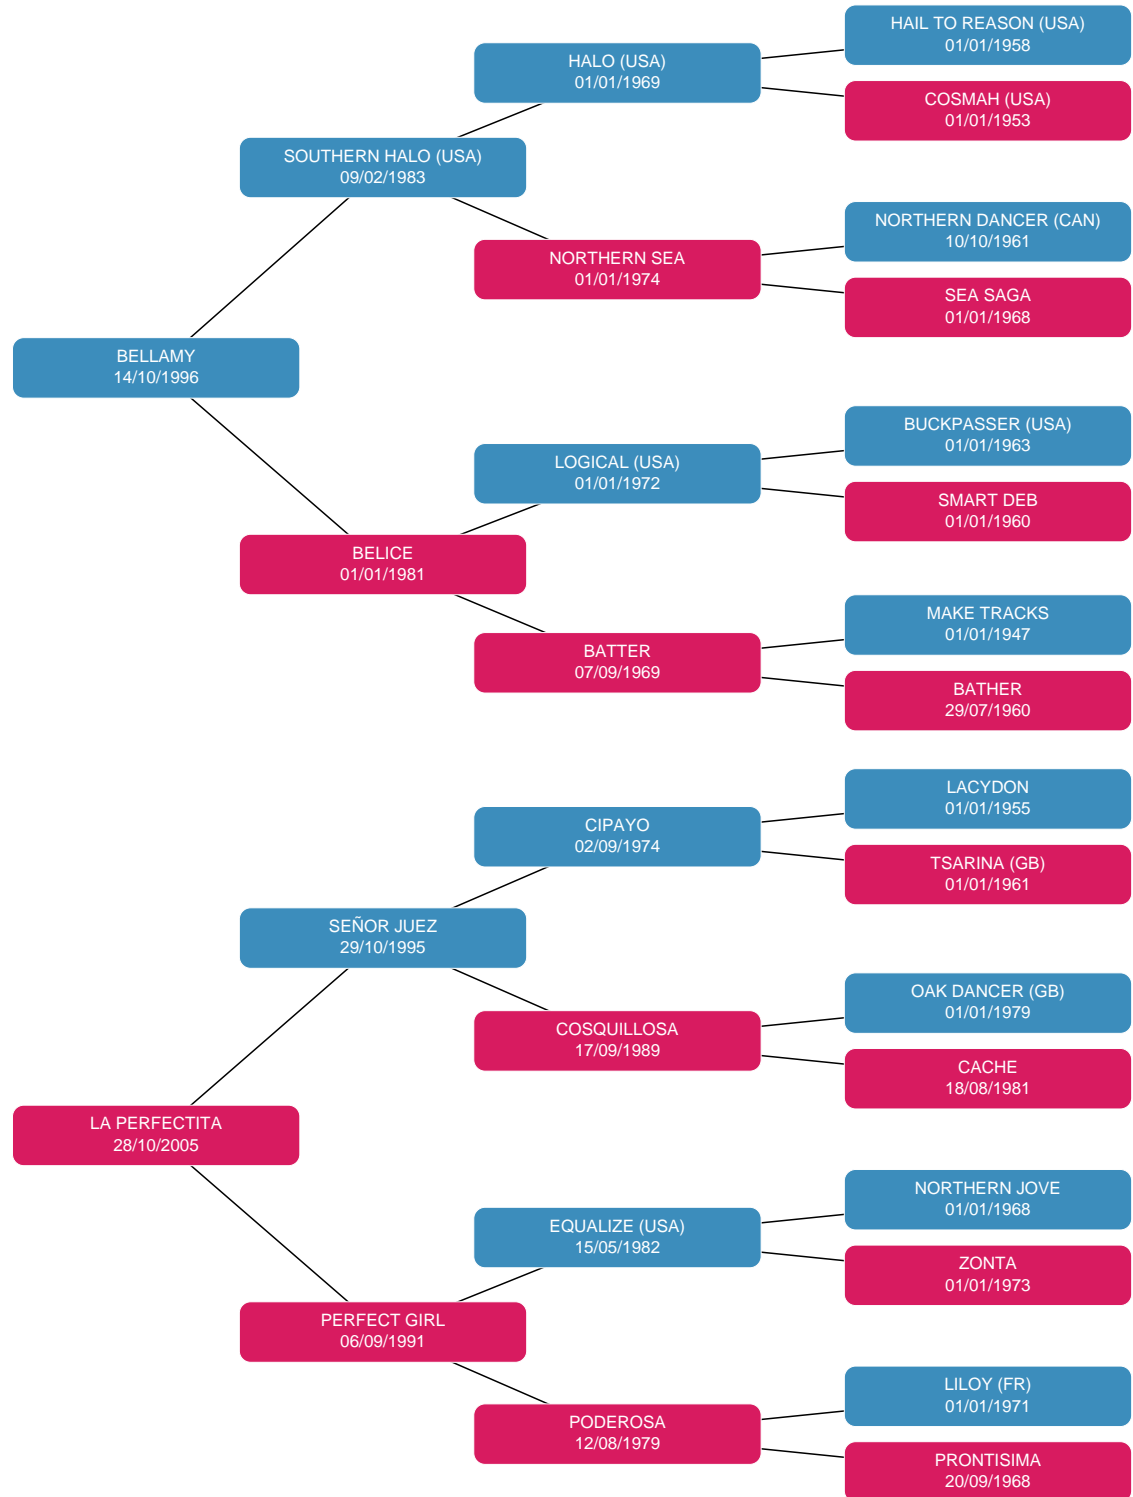 HAIL TO REASON (USA)
01/01/1958
HALO (USA)
01/01/1969
COSMAH (USA)
01/01/1953
SOUTHERN HALO (USA)
09/02/1983
NORTHERN DANCER (CAN)
10/10/1961
NORTHERN SEA
01/01/1974
SEA SAGA
01/01/1968
BELLAMY
14/10/1996
BUCKPASSER (USA)
01/01/1963
LOGICAL (USA)
01/01/1972
SMART DEB
01/01/1960
BELICE
01/01/1981
MAKE TRACKS
01/01/1947
BATTER
07/09/1969
BATHER
29/07/1960
LACYDON
01/01/1955
CIPAYO
02/09/1974
TSARINA (GB)
01/01/1961
SEÑOR JUEZ
29/10/1995
OAK DANCER (GB)
01/01/1979
COSQUILLOSA
17/09/1989
CACHE
18/08/1981
LA PERFECTITA
28/10/2005
NORTHERN JOVE
01/01/1968
EQUALIZE (USA)
15/05/1982
ZONTA
01/01/1973
PERFECT GIRL
06/09/1991
LILOY (FR)
01/01/1971
PODEROSA
12/08/1979
PRONTISIMA
20/09/1968